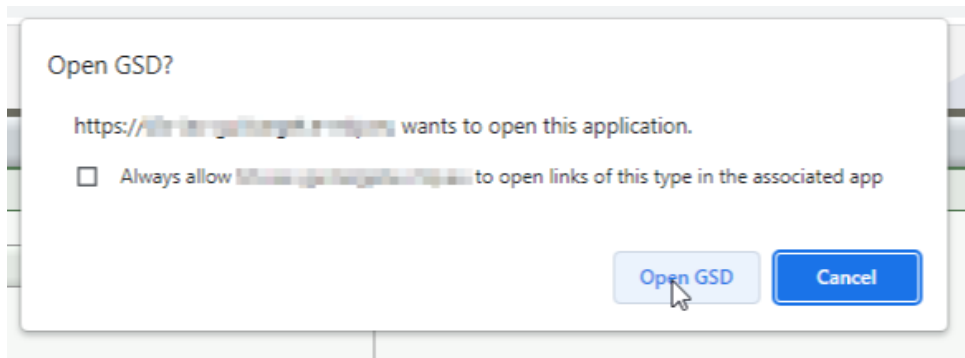 Open GSD?
https:// wants to open this application.
Always allow to open links of this type in the associated app
Open GSD
Cancel